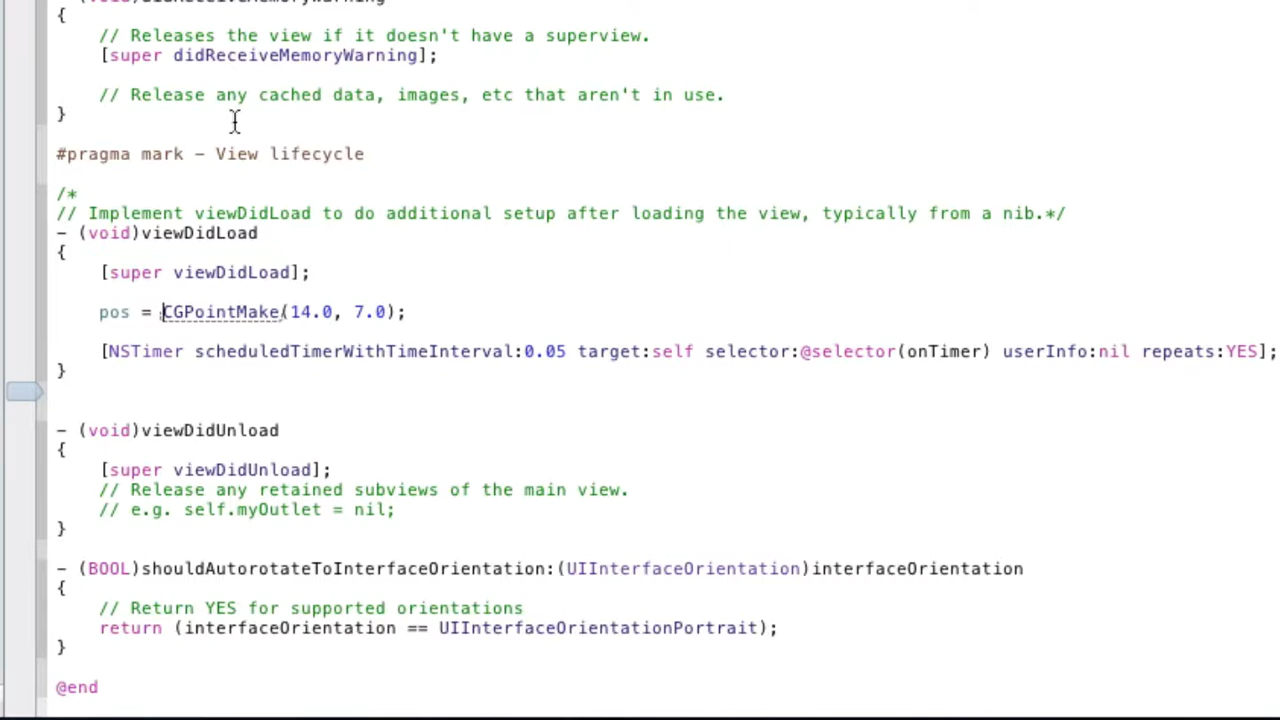 {
// Releases the view if it doesn't have a superview.
[super didReceiveMemoryWarning];
// Release any cached data, images, etc that aren't in use.
}
#pragma mark - View lifecycle
/*
// Implement viewDidLoad to do additional setup after loading the view, typically from a nib.*/
- (void)viewDidLoad
{
[super viewDidLoad];
pos = CGPointMake(14.0, 7.0);
[NSTimer scheduledTimerWithTimeInterval:0.05 target:self selector:@selector(onTimer) userInfo:nil repeats:YES];
}
- (void)viewDidUnload
{
[super viewDidUnload];
// Release any retained subviews of the main view.
// e.g. self.myOutlet = nil;
}
- (BOOL)shouldAutorotateToInterfaceOrientation:(UIInterfaceOrientation)interfaceOrientation
{
// Return YES for supported orientations
return (interfaceOrientation == UIInterfaceOrientationPortrait);
}
@end